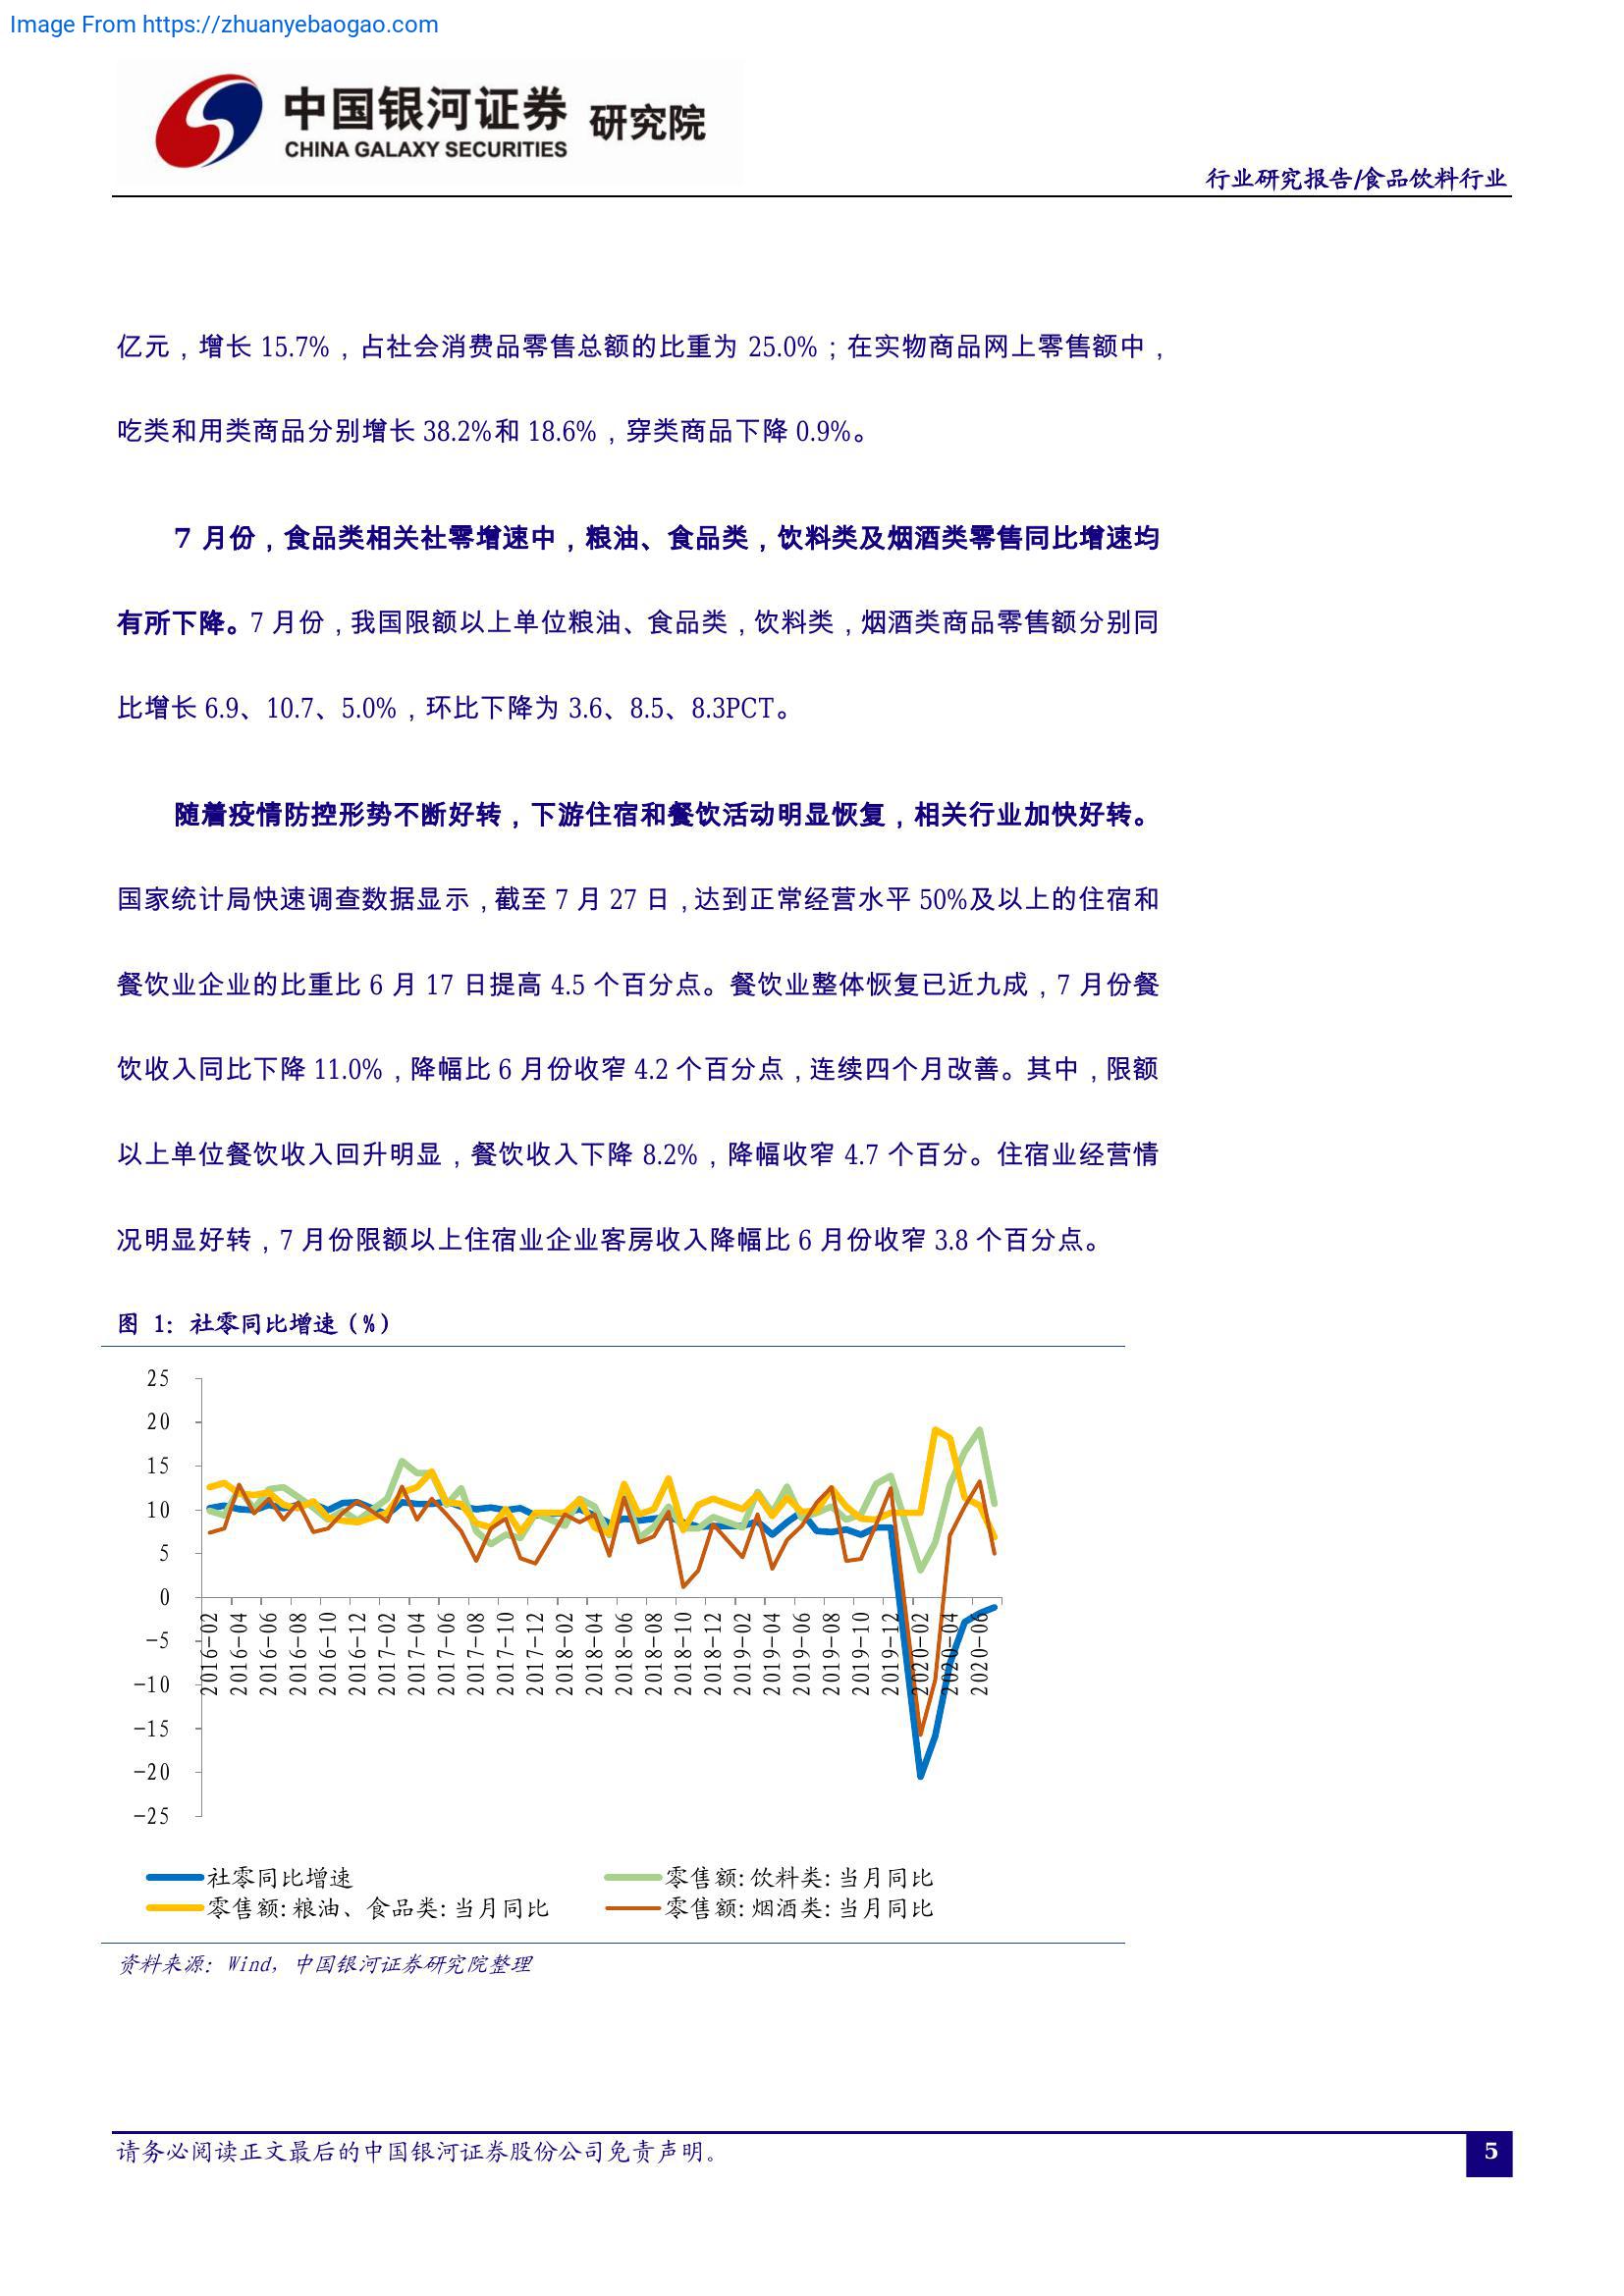 Image From https://zhuanyebaogao.com
中国银河证券 研究院
CHINA GALAXY SECURITIES
行业研究报告/食品饮料行业
亿元，增长 15.7%，占社会消费品零售总额的比重为 25.0%；在实物商品网上零售额中，
吃类和用类商品分别增长 38.2%和 18.6%，穿类商品下降 0.9%。
7 月份，食品类相关社零增速中，粮油、食品类，饮料类及烟酒类零售同比增速均
有所下降。7 月份，我国限额以上单位粮油、食品类，饮料类，烟酒类商品零售额分别同
比增长 6.9、10.7、5.0%，环比下降为 3.6、8.5、8.3PCT。
随着疫情防控形势不断好转，下游住宿和餐饮活动明显恢复，相关行业加快好转。
国家统计局快速调查数据显示，截至 7 月 27 日，达到正常经营水平 50%及以上的住宿和
餐饮业企业的比重比 6 月 17 日提高 4.5 个百分点。餐饮业整体恢复已近九成，7 月份餐
饮收入同比下降 11.0%，降幅比 6 月份收窄 4.2 个百分点，连续四个月改善。其中，限额
以上单位餐饮收入回升明显，餐饮收入下降 8.2%，降幅收窄 4.7 个百分。住宿业经营情
况明显好转，7 月份限额以上住宿业企业客房收入降幅比 6 月份收窄 3.8 个百分点。
图 1：社零同比增速（%）
25
20
15
10
5
0
-5
-10
-15
-20
-25
2016-02
2016-04
2016-06
2016-08
2016-10
2016-12
2017-02
2017-04
2017-06
2017-08
2017-10
2017-12
2018-02
2018-04
2018-06
2018-08
2018-10
2018-12
2019-02
2019-04
2019-06
2019-08
2019-10
2019-12
2020-02
2020-04
2020-06
社零同比增速
零售额:饮料类:当月同比
零售额:粮油、食品类:当月同比
零售额:烟酒类:当月同比
资料来源：Wind，中国银河证券研究院整理
请务必阅读正文最后的中国银河证券股份公司免责声明。
5